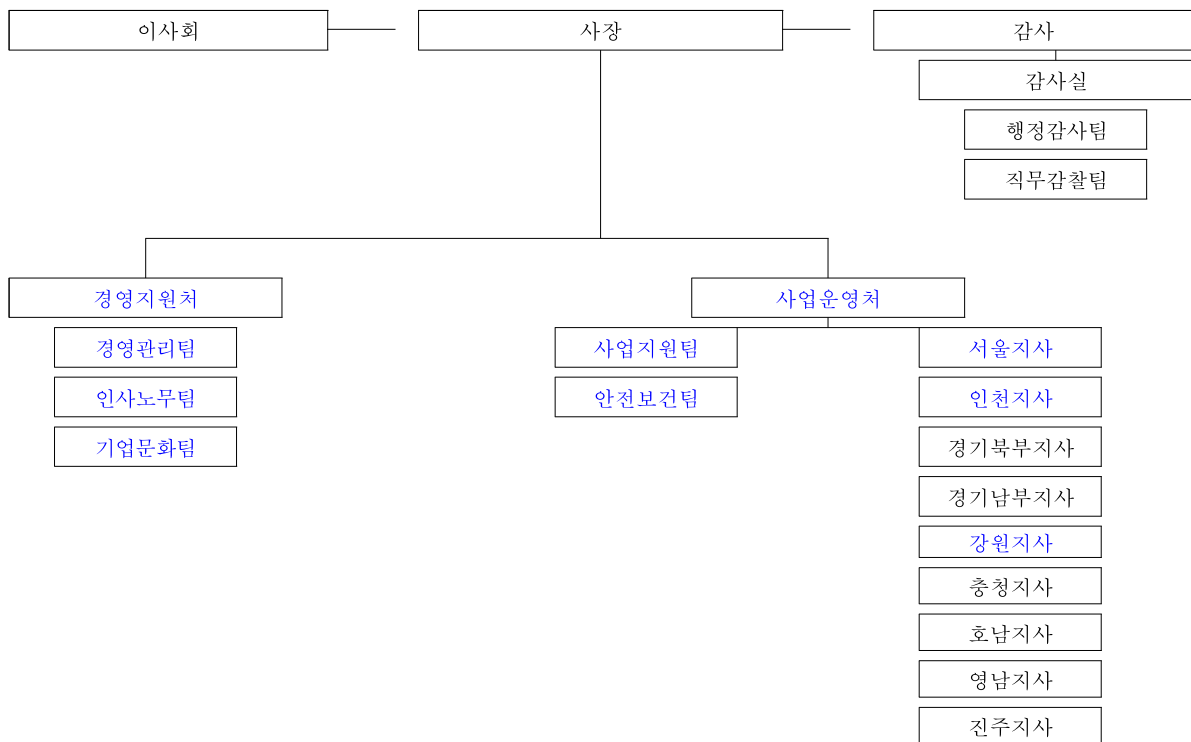 이사회
사장
감사
감사실
행정감사팀
직무감찰팀
경영지원처
사업운영처
경영관리팀
사업지원팀
서울지사
인사노무팀
안전보건팀
인천지사
기업문화팀
경기북부지사
경기남부지사
강원지사
충청지사
호남지사
영남지사
진주지사